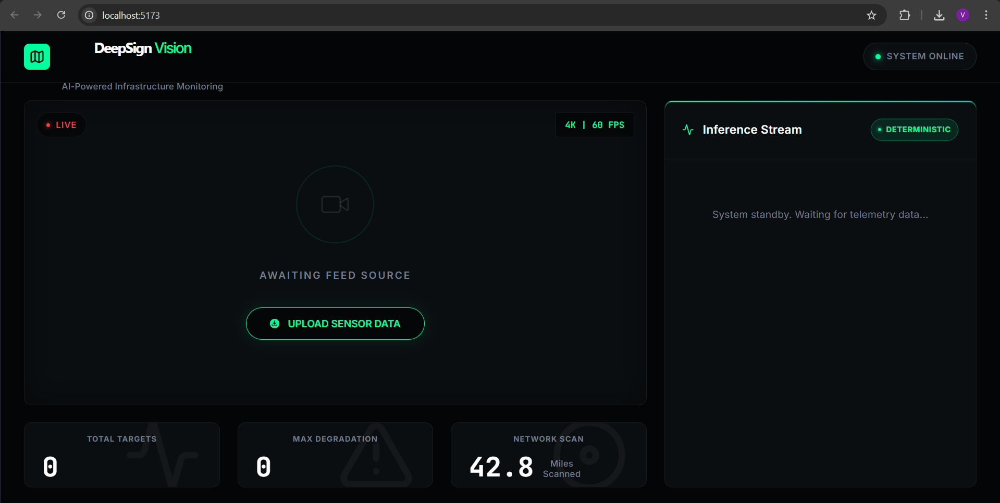 localhost:5173
V
DeepSign Vision
SYSTEM ONLINE
AI-Powered Infrastructure Monitoring
LIVE
4K | 60 FPS
AWAITING FEED SOURCE
UPLOAD SENSOR DATA
Inference Stream
DETERMINISTIC
System standby. Waiting for telemetry data...
TOTAL TARGETS
0
MAX DEGRADATION
0
NETWORK SCAN
42.8
Miles
Scanned